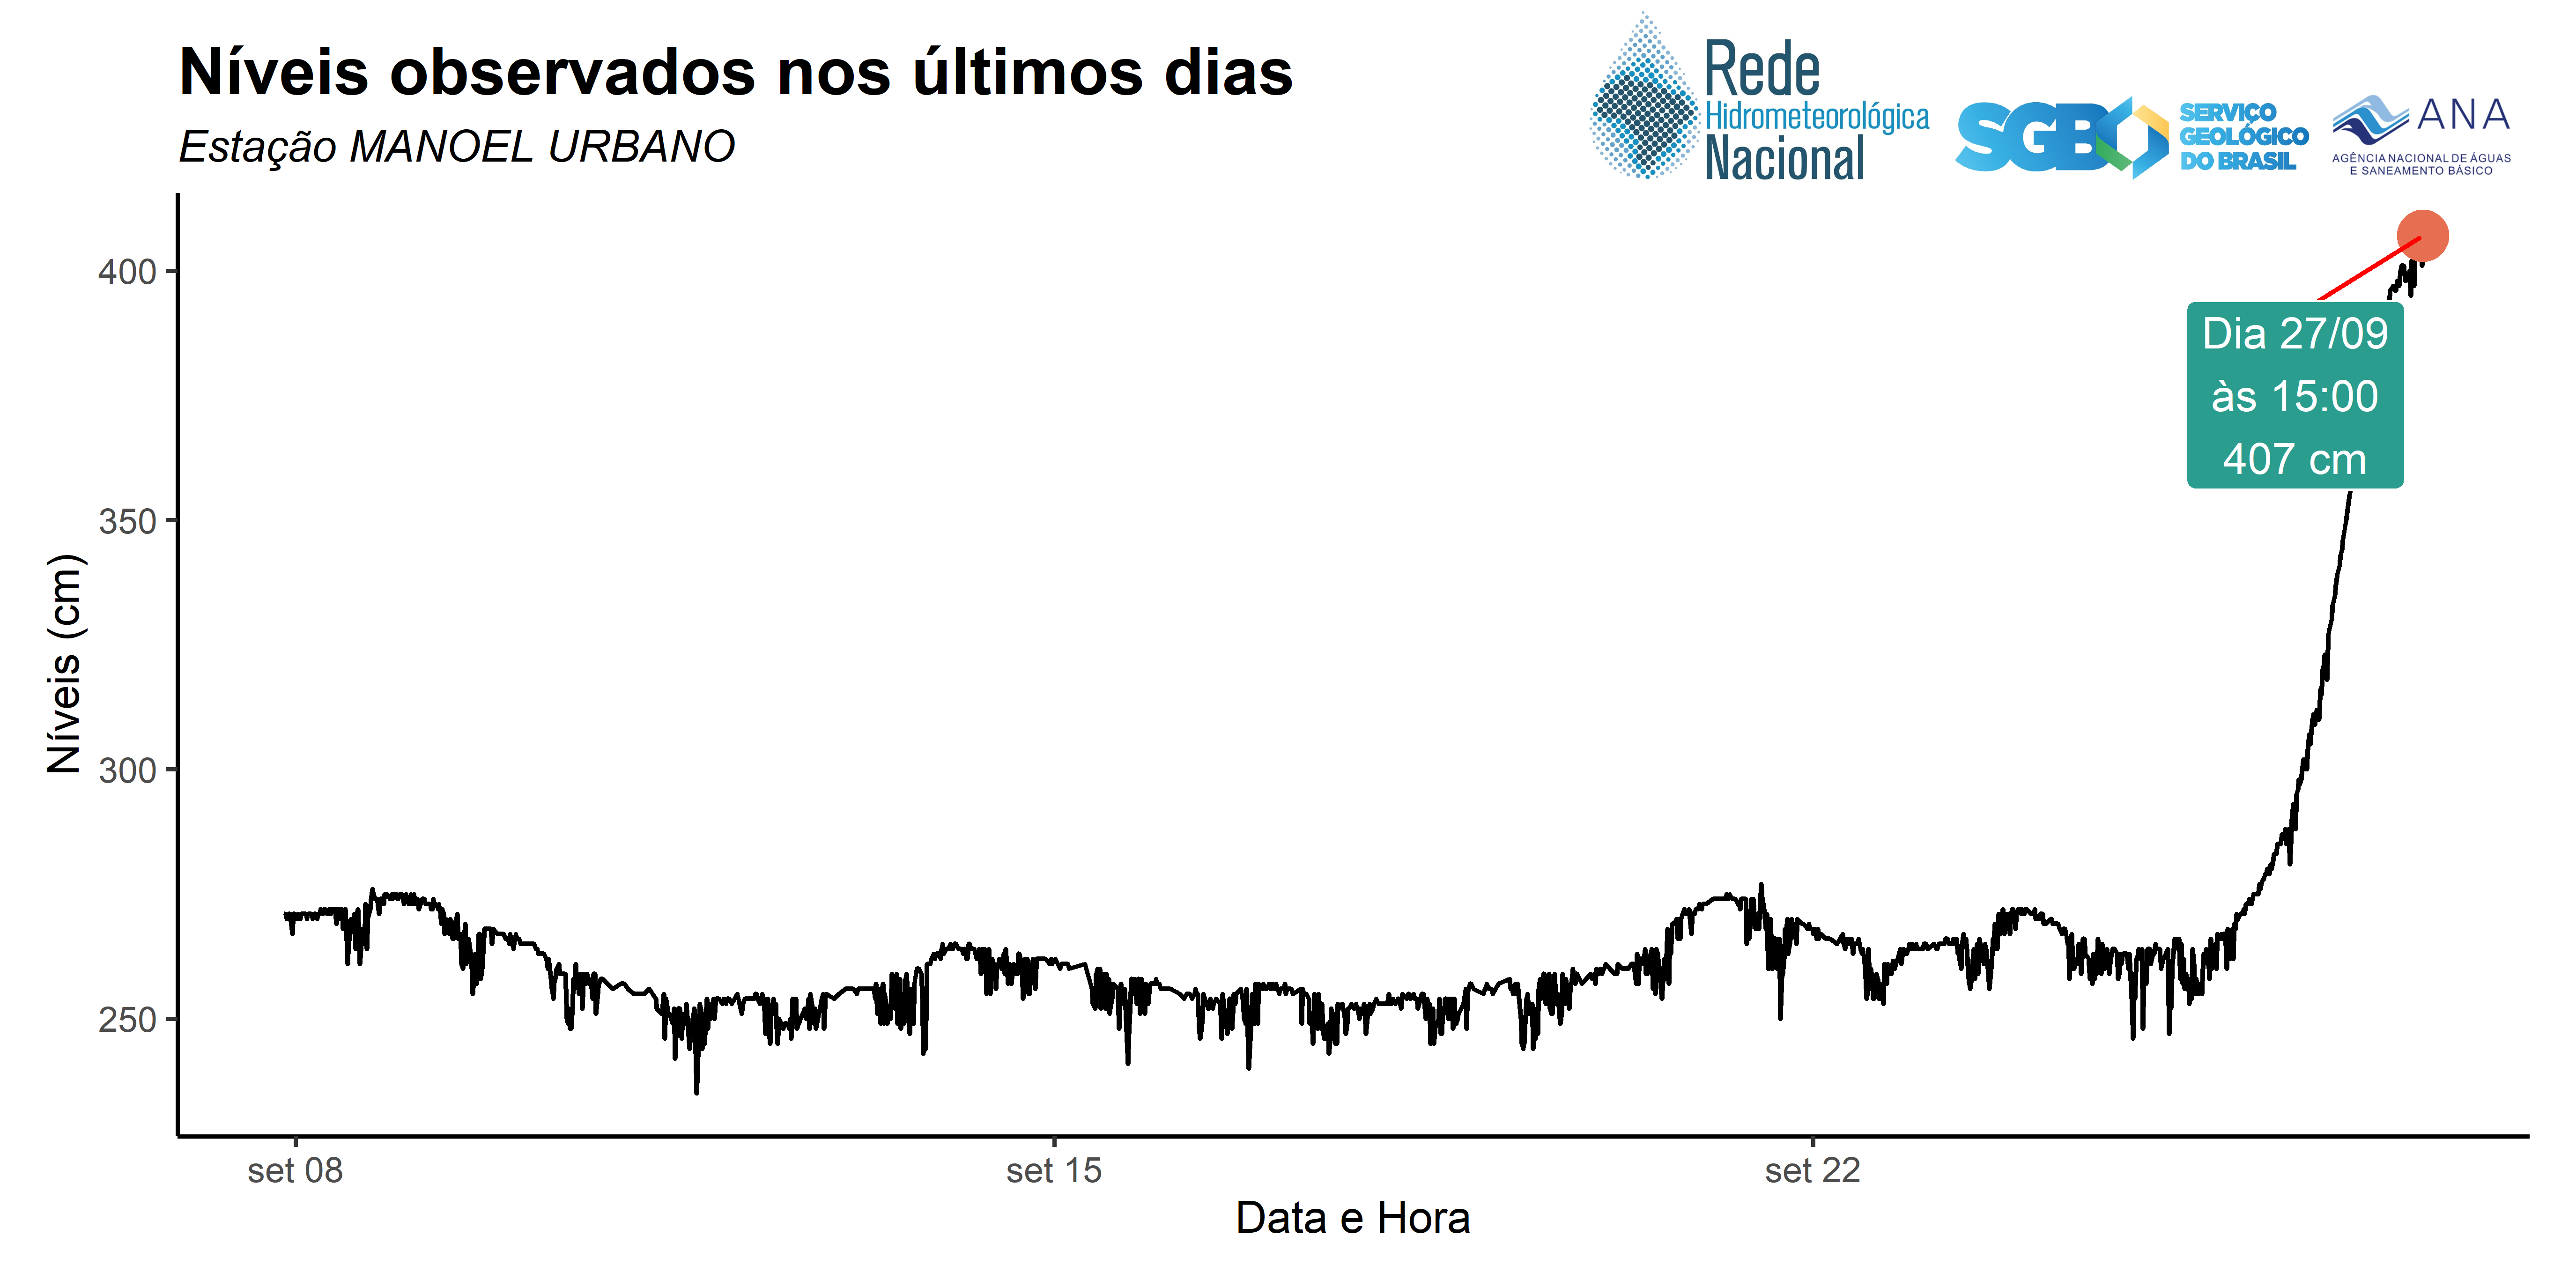 Níveis observados nos últimos dias
Estação MANOEL URBANO
Rede
Hidrometeorológica
Nacional
SGB
SERVIÇO
GEOLÓGICO
DO BRASIL
ANA
AGÊNCIA NACIONAL DE ÁGUAS
E SANEAMENTO BÁSICO
Níveis (cm)
400
350
300
250
Dia 27/09
às 15:00
407 cm
set 08
set 15
set 22
Data e Hora